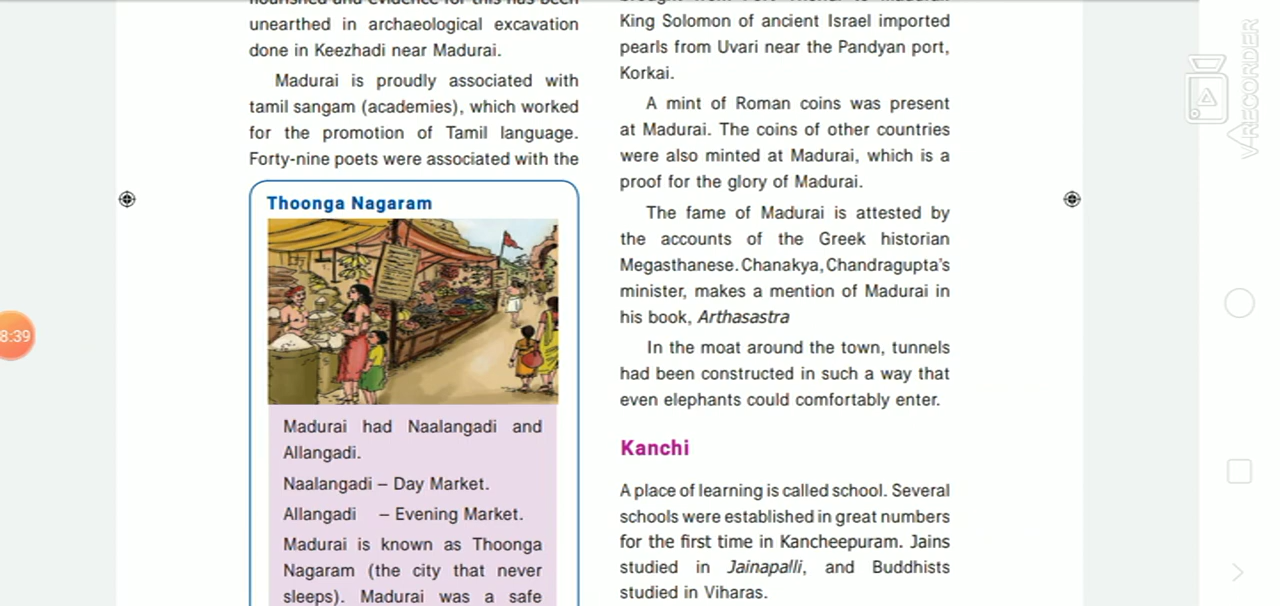 unearthed in archaeological excavation
done in Keezhadi near Madurai.
Madurai is proudly associated with
tamil sangam (academies), which worked
for the promotion of Tamil language.
Forty-nine poets were associated with the
Thoonga Nagaram
Madurai had Naalangadi and
Allangadi.
Naalangadi – Day Market.
Allangadi – Evening Market.
Madurai is known as Thoonga
Nagaram (the city that never
sleeps). Madurai was a safe
King Solomon of ancient Israel imported
pearls from Uvari near the Pandyan port,
Korkai.
A mint of Roman coins was present
at Madurai. The coins of other countries
were also minted at Madurai, which is a
proof for the glory of Madurai.
The fame of Madurai is attested by
the accounts of the Greek historian
Megasthanese. Chanakya, Chandragupta's
minister, makes a mention of Madurai in
his book, Arthasastra
In the moat around the town, tunnels
had been constructed in such a way that
even elephants could comfortably enter.
Kanchi
A place of learning is called school. Several
schools were established in great numbers
for the first time in Kancheepuram. Jains
studied in Jainapalli, and Buddhists
studied in Viharas.
8:39
VRECORDER